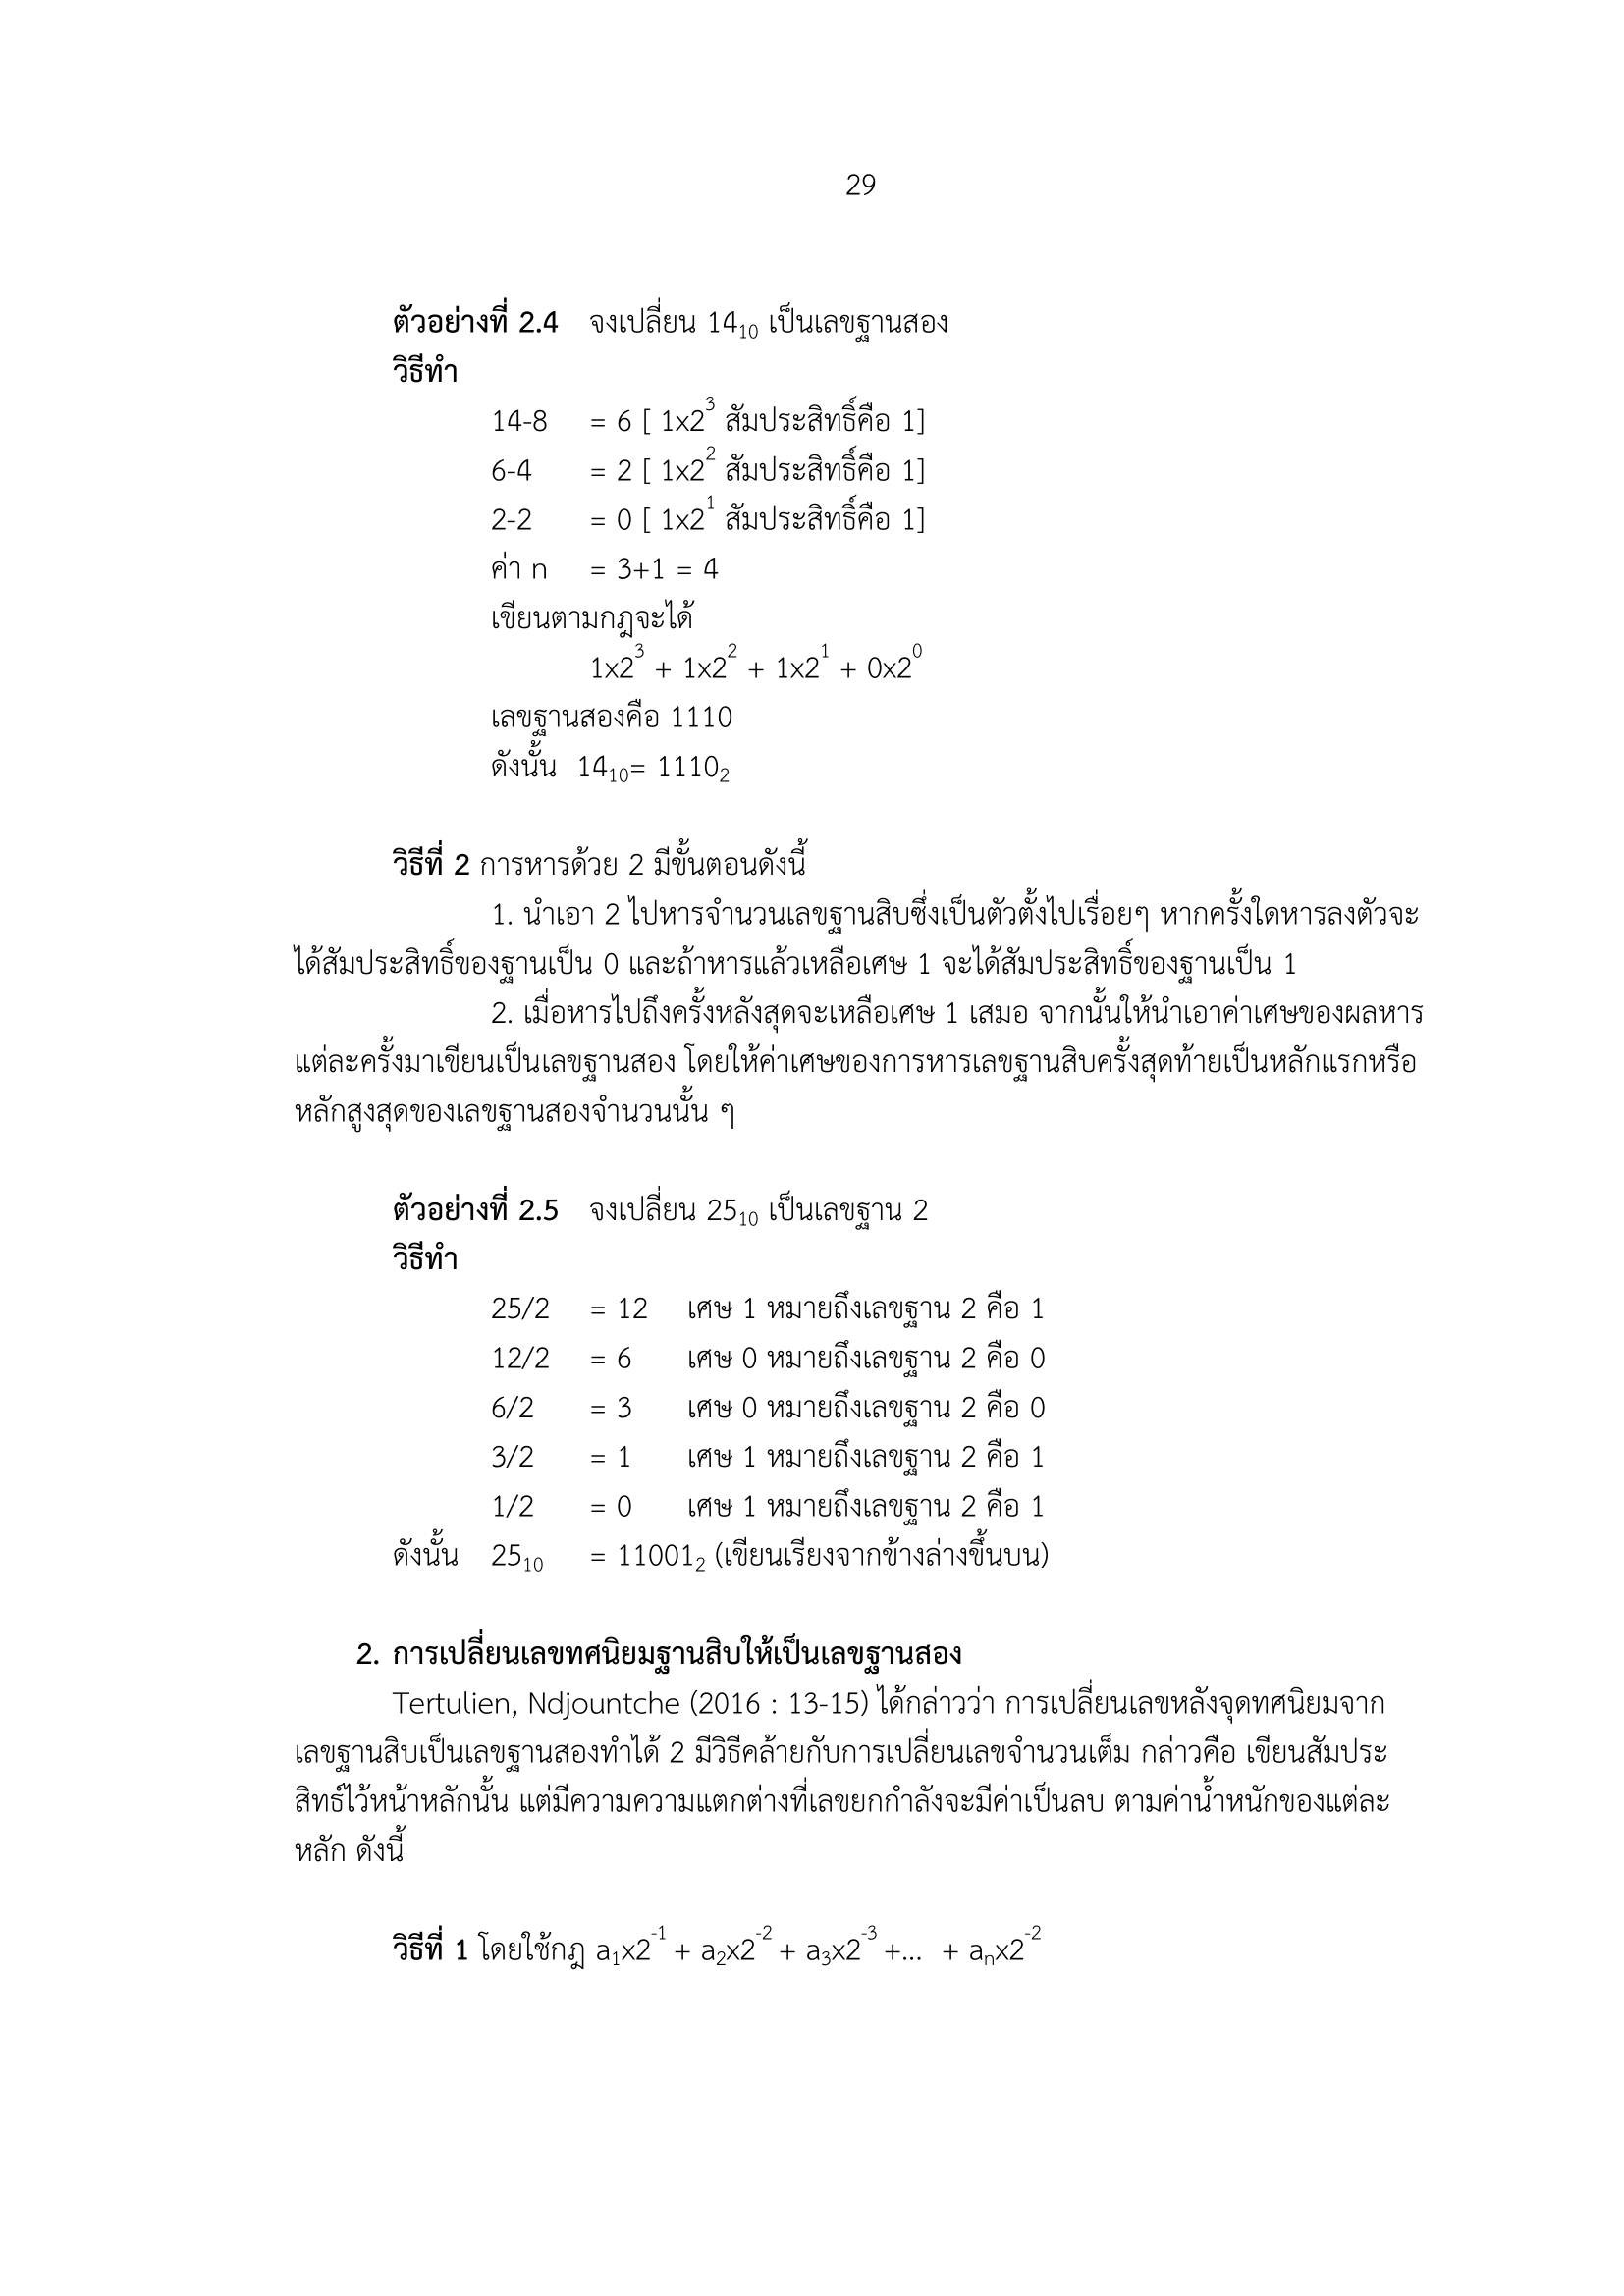 29
ตัวอย่างที่ 2.4 จงเปลี่ยน 14₁₀ เป็นเลขฐานสอง
วิธีทำ
14-8 = 6 [ 1x2³ สัมประสิทธิ์คือ 1]
6-4 = 2 [ 1x2² สัมประสิทธิ์คือ 1]
2-2 = 0 [ 1x2¹ สัมประสิทธิ์คือ 1]
ค่า n = 3+1 = 4
เขียนตามกฎจะได้
1x2³ + 1x2² + 1x2¹ + 0x2⁰
เลขฐานสองคือ 1110
ดังนั้น 14₁₀= 1110₂
วิธีที่ 2 การหารด้วย 2 มีขั้นตอนดังนี้
1. นำเอา 2 ไปหารจำนวนเลขฐานสิบซึ่งเป็นตัวตั้งไปเรื่อยๆ หากครั้งใดหารลงตัวจะ
ได้สัมประสิทธิ์ของฐานเป็น 0 และถ้าหารแล้วเหลือเศษ 1 จะได้สัมประสิทธิ์ของฐานเป็น 1
2. เมื่อหารไปถึงครั้งหลังสุดจะเหลือเศษ 1 เสมอ จากนั้นให้นำเอาค่าเศษของผลหาร
แต่ละครั้งมาเขียนเป็นเลขฐานสอง โดยให้ค่าเศษของการหารเลขฐานสิบครั้งสุดท้ายเป็นหลักแรกหรือ
หลักสูงสุดของเลขฐานสองจำนวนนั้น ๆ
ตัวอย่างที่ 2.5 จงเปลี่ยน 25₁₀ เป็นเลขฐาน 2
วิธีทำ
25/2 = 12 เศษ 1 หมายถึงเลขฐาน 2 คือ 1
12/2 = 6 เศษ 0 หมายถึงเลขฐาน 2 คือ 0
6/2 = 3 เศษ 0 หมายถึงเลขฐาน 2 คือ 0
3/2 = 1 เศษ 1 หมายถึงเลขฐาน 2 คือ 1
1/2 = 0 เศษ 1 หมายถึงเลขฐาน 2 คือ 1
ดังนั้น 25₁₀ = 11001₂ (เขียนเรียงจากข้างล่างขึ้นบน)
2. การเปลี่ยนเลขทศนิยมฐานสิบให้เป็นเลขฐานสอง
Tertulien, Ndjountche (2016 : 13-15) ได้กล่าวว่า การเปลี่ยนเลขหลังจุดทศนิยมจาก
เลขฐานสิบเป็นเลขฐานสองทำได้ 2 มีวิธีคล้ายกับการเปลี่ยนเลขจำนวนเต็ม กล่าวคือ เขียนสัมประ
สิทธ์ไว้หน้าหลักนั้น แต่มีความความแตกต่างที่เลขยกกำลังจะมีค่าเป็นลบ ตามค่าน้ำหนักของแต่ละ
หลัก ดังนี้
วิธีที่ 1 โดยใช้กฎ a₁x2⁻¹ + a₂x2⁻² + a₃x2⁻³ +... + aₙx2⁻²